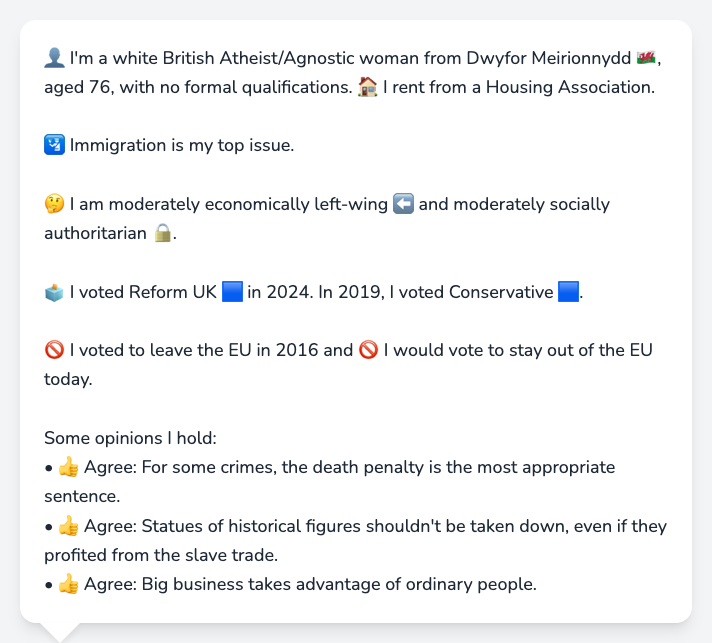 👤 I'm a white British Atheist/Agnostic woman from Dwyfor Meirionnydd 🏴󠁧󠁢󠁷󠁬󠁳󠁿,
aged 76, with no formal qualifications. 🏠 I rent from a Housing Association.
🛂 Immigration is my top issue.
🤔 I am moderately economically left-wing ⬅️ and moderately socially
authoritarian 🔒.
🗳️ I voted Reform UK 🟦 in 2024. In 2019, I voted Conservative 🟦.
🚫 I voted to leave the EU in 2016 and 🚫 I would vote to stay out of the EU
today.
Some opinions I hold:
• 👍 Agree: For some crimes, the death penalty is the most appropriate
sentence.
• 👍 Agree: Statues of historical figures shouldn't be taken down, even if they
profited from the slave trade.
• 👍 Agree: Big business takes advantage of ordinary people.